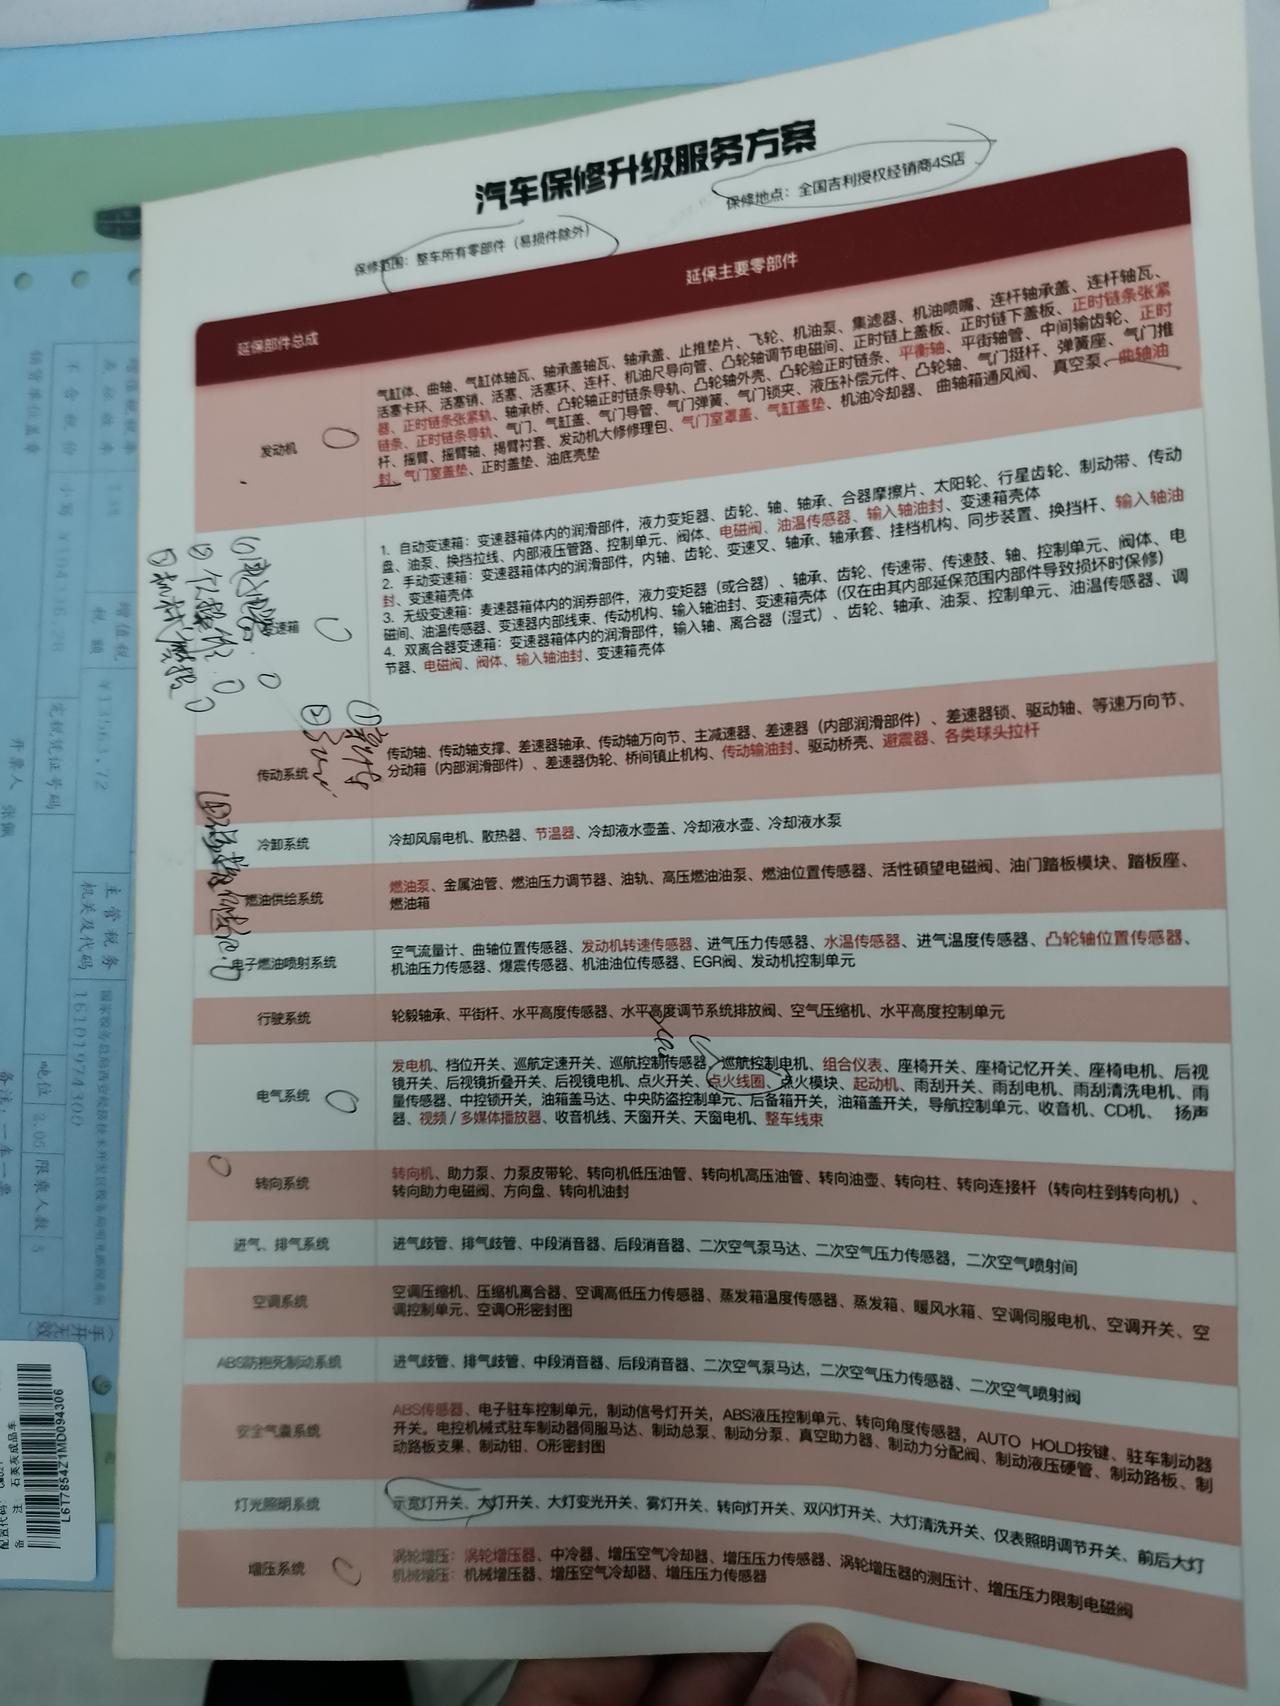 汽车保修升级服务方案
保修范围：整车所有零部件（易损件除外）
保修地点：全国吉利授权经销商4S店
延保部件总成
延保主要零部件
发动机
气缸体、曲轴、气缸体轴瓦、轴承盖轴瓦、轴承盖、止推垫片、飞轮、机油泵、集滤器、机油喷嘴、连杆轴承盖、连杆轴瓦、
活塞卡环、活塞销、活塞、活塞环、连杆、机油尺导向管、凸轮轴调节电磁间、正时链上盖板、正时链下盖板、正时链条张紧
器、正时链条张紧轨、轴承桥、凸轮轴正时链条导轨、凸轮轴外壳、凸轮验正时链条、平衡轴、平街轴管、中间输齿轮、正时
链条、正时链条导轨、气门、气缸盖、气门导管、气门弹簧、气门锁夹、液压补偿元件、凸轮轴、气门挺杆、弹簧座、气门推
杆、摇臂、摇臂轴、揭臂衬套、发动机大修修理包、气门室罩盖、气缸盖垫、机油冷却器、曲轴箱通风阀、真空泵、曲轴油
封、气门室盖垫、正时盖垫、油底壳垫
变速箱
1. 自动变速箱：变速器箱体内的润滑部件，液力变矩器、齿轮、轴、轴承、合器摩擦片、太阳轮、行星齿轮、制动带、传动
盘、油泵、换挡拉线、内部液压管路、控制单元、阀体、电磁阀、油温传感器、输入轴油封、变速箱壳体
2. 手动变速箱：变速器箱体内的润滑部件，内轴、齿轮、变速叉、轴承、轴承套、挂档机构、同步装置、换挡杆、输入轴油
封、变速箱壳体
3. 无级变速箱：麦速器箱体内的润券部件，液力变矩器（或合器）、轴承、齿轮、传速带、传速鼓、轴、控制单元、阀体、电
磁间、油温传感器、变速器内部线束、传动机构、输入轴油封、变速箱壳体（仅在由其内部延保范围内部件导致损坏时保修）
4. 双离合器变速箱：变速器箱体内的润滑部件，输入轴、离合器（湿式）、齿轮、轴承、油泵、控制单元、油温传感器、调
节器、电磁阀、阀体、输入轴油封、变速箱壳体
传动系统
传动轴、传动轴支撑、差速器轴承、传动轴万向节、主减速器、差速器（内部润滑部件）、差速器锁、驱动轴、等速万向节、
分动箱（内部润滑部件）、差速器伪轮、桥间镇止机构、传动输油封、驱动桥壳、避震器、各类球头拉杆
冷卸系统
冷却风扇电机、散热器、节温器、冷却液水壶盖、冷却液水壶、冷却液水泵
燃油供给系统
燃油泵、金属油管、燃油压力调节器、油轨、高压燃油油泵、燃油位置传感器、活性碩望电磁阀、油门踏板模块、踏板座、
燃油箱
电子燃油喷射系统
空气流量计、曲轴位置传感器、发动机转速传感器、进气压力传感器、水温传感器、进气温度传感器、凸轮轴位置传感器、
机油压力传感器、爆震传感器、机油油位传感器、EGR阀、发动机控制单元
行驶系统
轮毂轴承、平街杆、水平高度传感器、水平高度调节系统排放阀、空气压缩机、水平高度控制单元
电气系统
发电机、档位开关、巡航定速开关、巡航控制传感器、巡航控制电机、组合仪表、座椅开关、座椅记忆开关、座椅电机、后视
镜开关、后视镜折叠开关、后视镜电机、点火开关、点火线圈、点火模块、起动机、雨刮开关、雨刮电机、雨刮清洗电机、雨
量传感器、中控锁开关、油箱盖马达、中央防盗控制单元、后备箱开关，油箱盖开关，导航控制单元、收音机、CD机、扬声
器、视频/多媒体播放器、收音机线、天窗开关、天窗电机、整车线束
转向系统
转向机、助力泵、力泵皮带轮、转向机低压油管、转向机高压油管、转向油壶、转向柱、转向连接杆（转向柱到转向机）、
转向助力电磁阀、方向盘、转向机油封
进气、排气系统
进气歧管、排气歧管、中段消音器、后段消音器、二次空气泵马达、二次空气压力传感器，二次空气喷射间
空调系统
空调压缩机、压缩机离合器、空调高低压力传感器、蒸发箱温度传感器、蒸发箱、暖风水箱、空调伺服电机、空调开关、空
调控制单元、空调O形密封图
ABS防抱死制动系统
进气歧管、排气歧管、中段消音器、后段消音器、二次空气泵马达，二次空气压力传感器、二次空气喷射阀
安全气囊系统
ABS传感器、电子驻车控制单元，制动信号灯开关，ABS液压控制单元、转向角度传感器，AUTO HOLD按键、驻车制动器
开关。电控机械式驻车制动器伺服马达、制动总泵、制动分泵、真空助力器、制动力分配阀、制动液压硬管、制动路板、制
动路板支果、制动钳、O形密封图
灯光照明系统
示宽灯开关、大灯开关、大灯变光开关、雾灯开关、转向灯开关、双闪灯开关、大灯清洗开关、仪表照明调节开关、前后大灯
增压系统
涡轮增压：涡轮增压器、中冷器、增压空气冷却器、增压压力传感器、涡轮增压器的测压计、增压压力限制电磁阀
机械增压：机械增压器、增压空气冷却器、增压压力传感器
不含税价
小写
增值税
税额
￥13563.72
完税凭证号码
开票人 张佩
主管税务
机关及代码
16101974300
吨位
2.05
限乘人数
5
备注：一车一票
备 注 石英灰成品车
L6T7854Z1MD094306